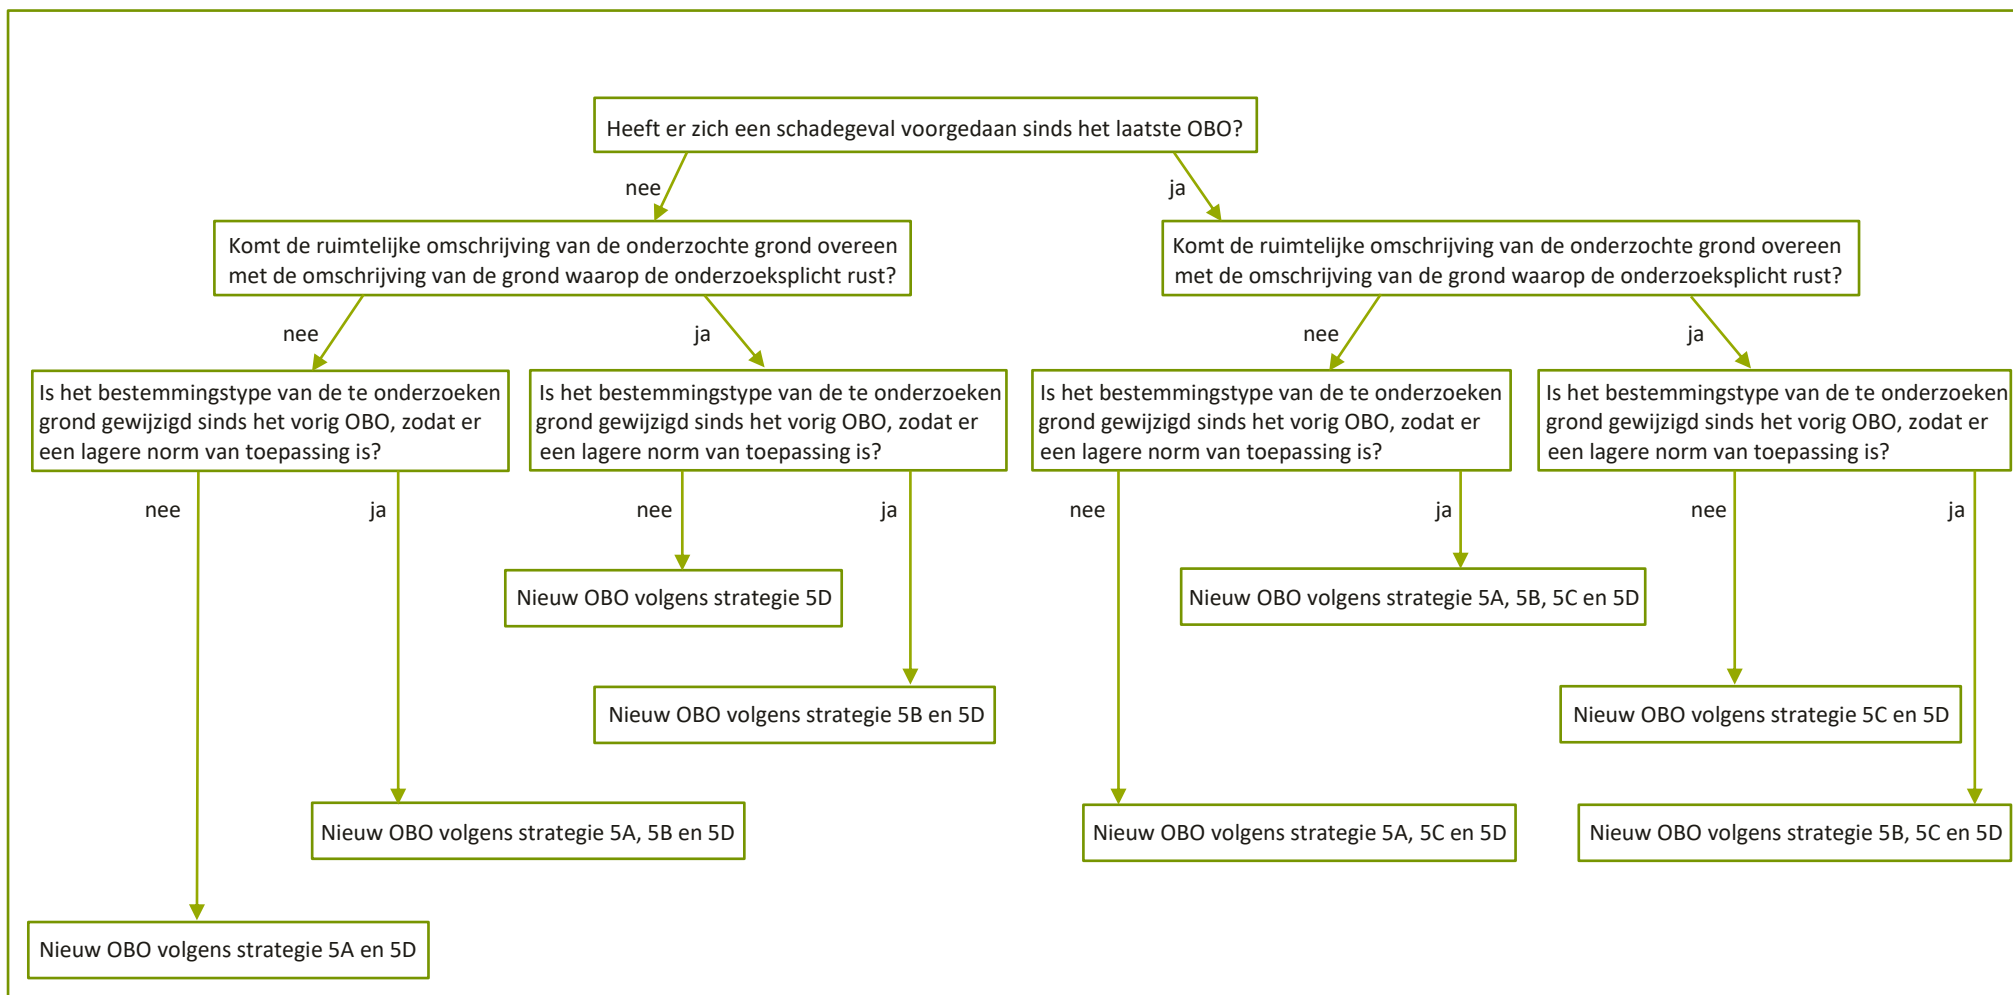 Heeft er zich een schadegeval voorgedaan sinds het laatste OBO?
nee
ja
Komt de ruimtelijke omschrijving van de onderzochte grond overeen
met de omschrijving van de grond waarop de onderzoeksplicht rust?
Komt de ruimtelijke omschrijving van de onderzochte grond overeen
met de omschrijving van de grond waarop de onderzoeksplicht rust?
nee
ja
nee
ja
Is het bestemmingstype van de te onderzoeken
grond gewijzigd sinds het vorig OBO, zodat er
een lagere norm van toepassing is?
Is het bestemmingstype van de te onderzoeken
grond gewijzigd sinds het vorig OBO, zodat er
een lagere norm van toepassing is?
Is het bestemmingstype van de te onderzoeken
grond gewijzigd sinds het vorig OBO, zodat er
een lagere norm van toepassing is?
Is het bestemmingstype van de te onderzoeken
grond gewijzigd sinds het vorig OBO, zodat er
een lagere norm van toepassing is?
nee
ja
nee
ja
nee
ja
nee
ja
Nieuw OBO volgens strategie 5D
Nieuw OBO volgens strategie 5A, 5B, 5C en 5D
Nieuw OBO volgens strategie 5B en 5D
Nieuw OBO volgens strategie 5C en 5D
Nieuw OBO volgens strategie 5A, 5B en 5D
Nieuw OBO volgens strategie 5A, 5C en 5D
Nieuw OBO volgens strategie 5B, 5C en 5D
Nieuw OBO volgens strategie 5A en 5D